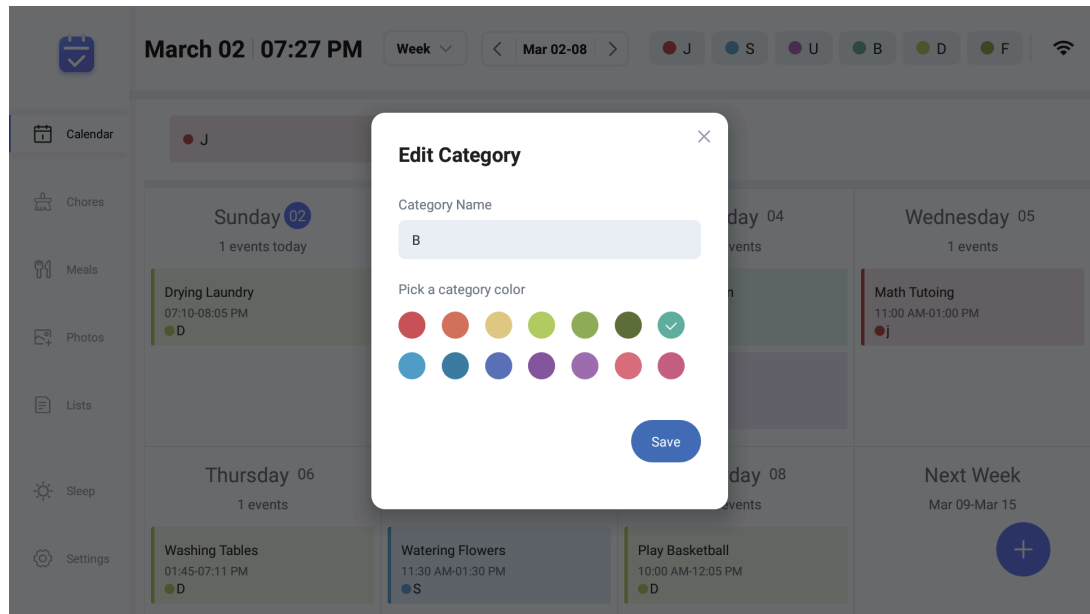 March 02 07:27 PM Week Mar 02-08 J S U B D F
Calendar
Chores
Meals
Photos
Lists
Sleep
Settings
J
Edit Category
Category Name
B
Pick a category color
Save
Sunday 02
1 events today
Drying Laundry
07:10-08:05 PM
D
day 04
vents
n
Wednesday 05
1 events
Math Tutoing
11:00 AM-01:00 PM
j
Thursday 06
1 events
Washing Tables
01:45-07:11 PM
D
Watering Flowers
11:30 AM-01:30 PM
S
day 08
vents
Play Basketball
10:00 AM-12:05 PM
D
Next Week
Mar 09-Mar 15